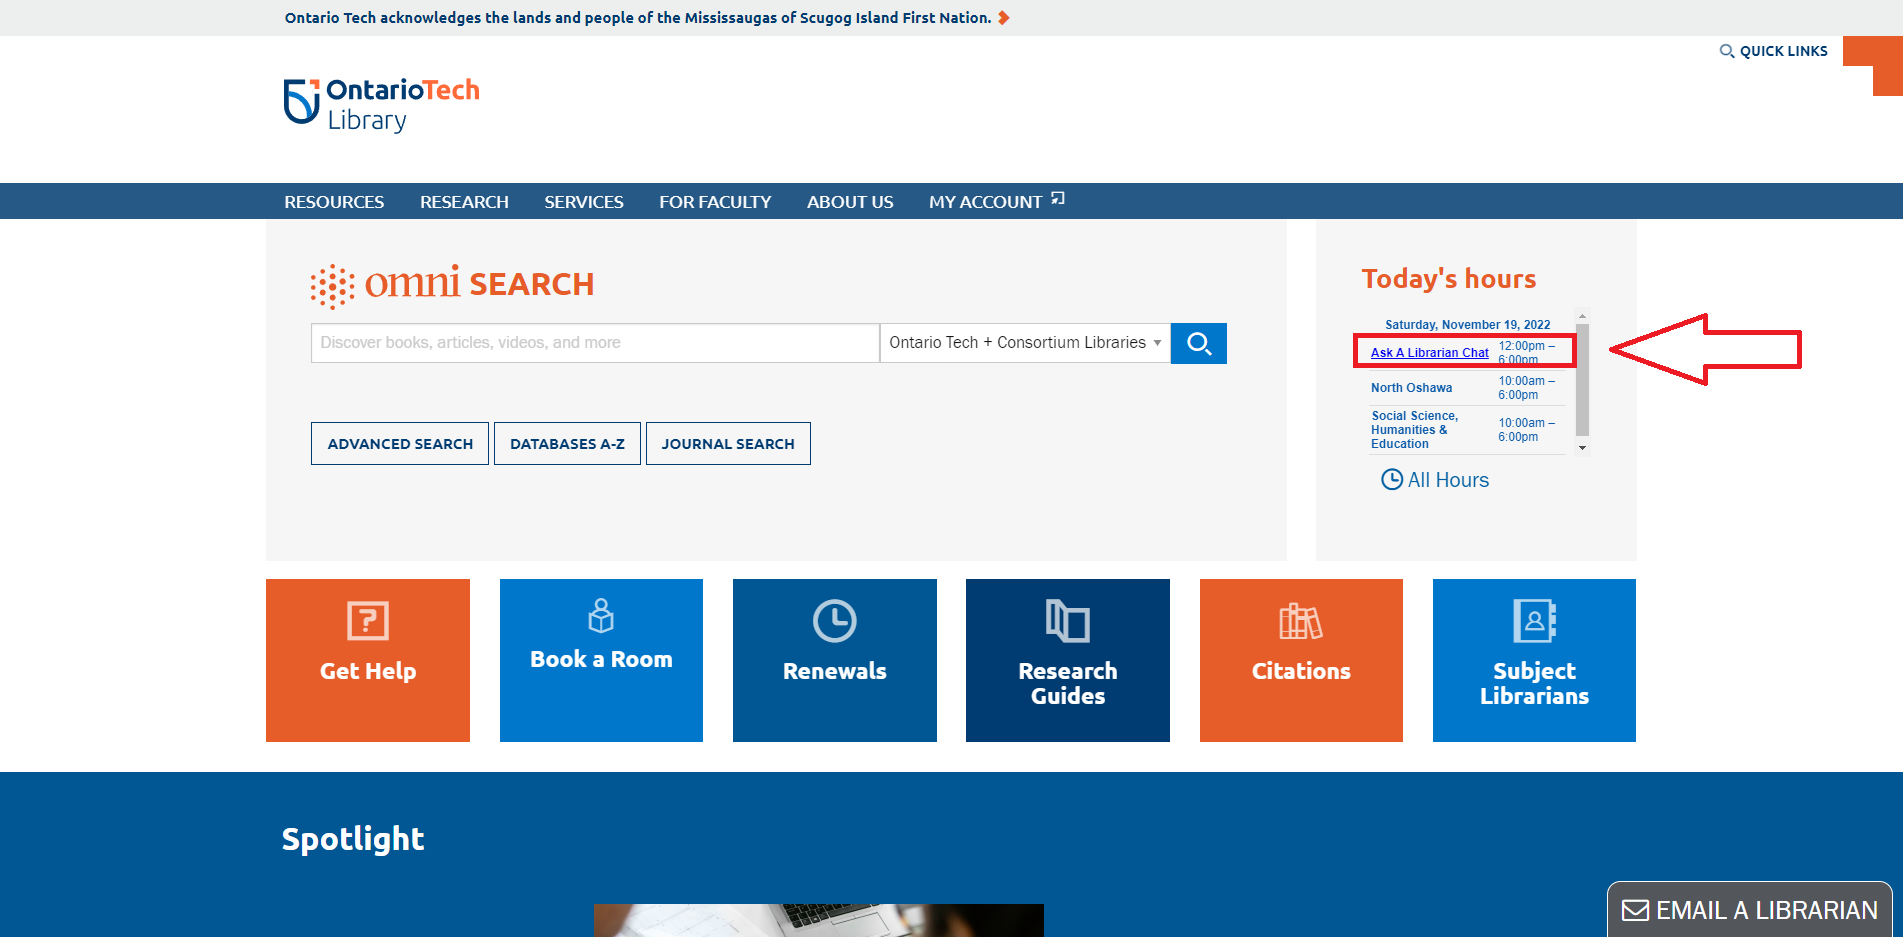 Ontario Tech acknowledges the lands and people of the Mississaugas of Scugog Island First Nation.
QUICK LINKS
OntarioTech
Library
RESOURCES RESEARCH SERVICES FOR FACULTY ABOUT US MY ACCOUNT
omni SEARCH
Discover books, articles, videos, and more
Ontario Tech + Consortium Libraries
ADVANCED SEARCH DATABASES A-Z JOURNAL SEARCH
Today's hours
Saturday, November 19, 2022
Ask A Librarian Chat 12:00pm –
6:00pm
North Oshawa 10:00am –
6:00pm
Social Science,
Humanities & 10:00am –
Education 6:00pm
All Hours
Get Help
Book a Room
Renewals
Research
Guides
Citations
Subject
Librarians
Spotlight
EMAIL A LIBRARIAN